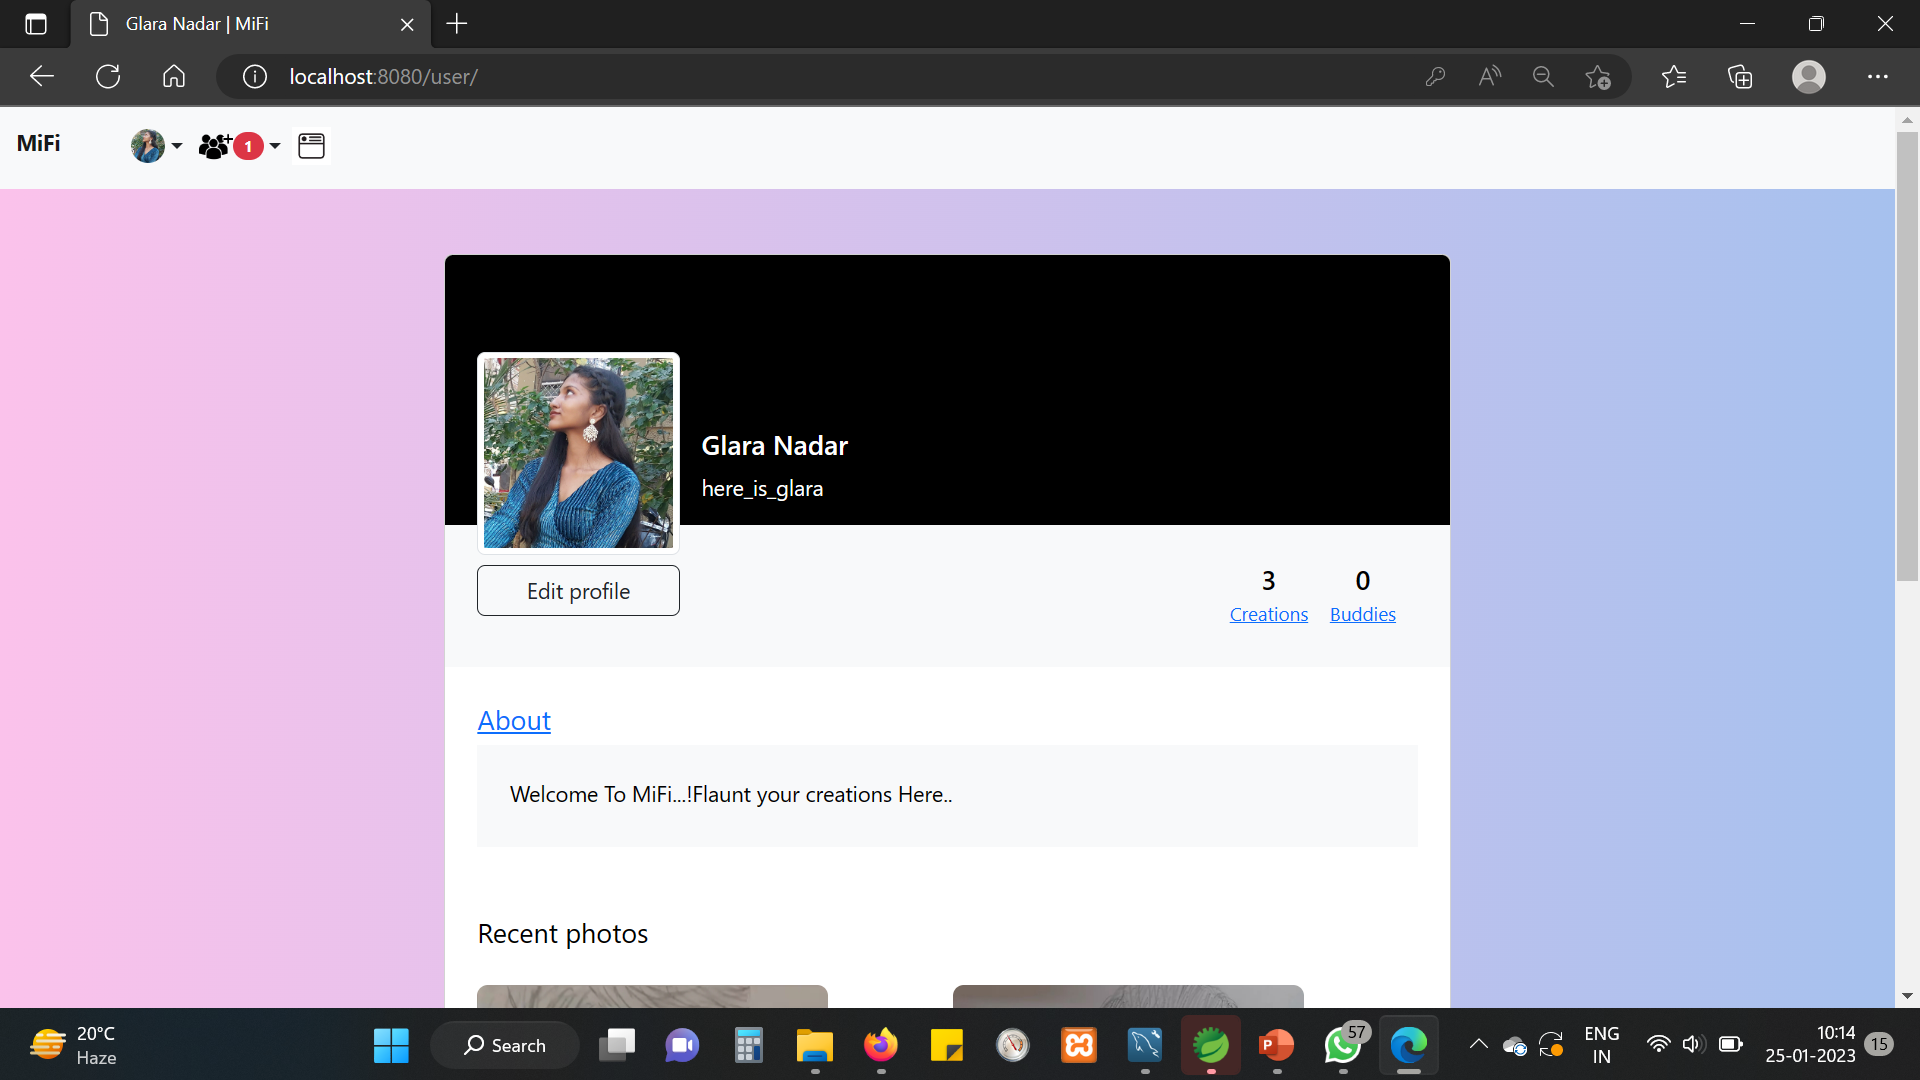 Glara Nadar | MiFi
localhost:8080/user/
MiFi
1
Glara Nadar
here_is_glara
Edit profile
3
0
Creations
Buddies
About
Welcome To MiFi...!Flaunt your creations Here..
Recent photos
20°C
Haze
Search
57
ENG
IN
10:14
25-01-2023
15